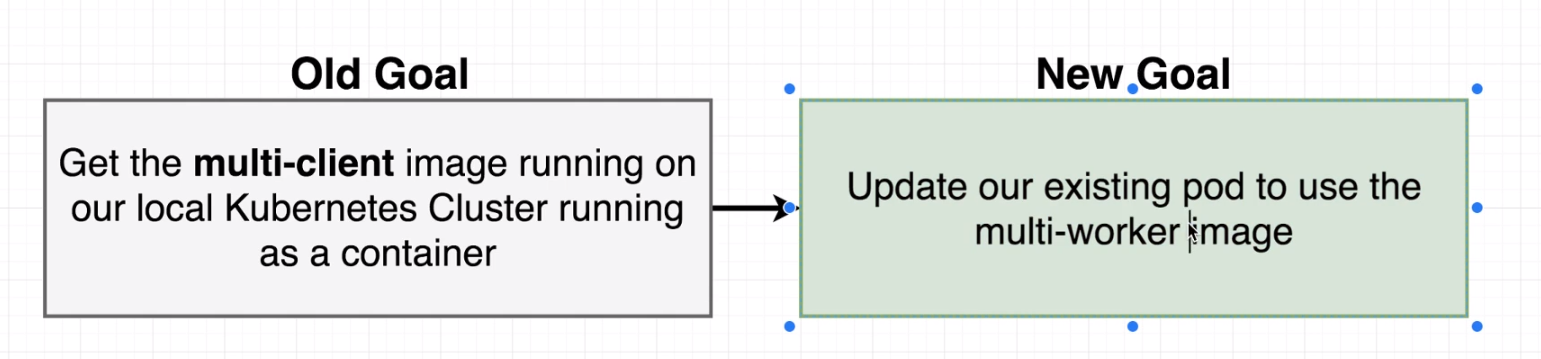 Old Goal
Get the multi-client image running on
our local Kubernetes Cluster running
as a container
New Goal
Update our existing pod to use the
multi-worker image